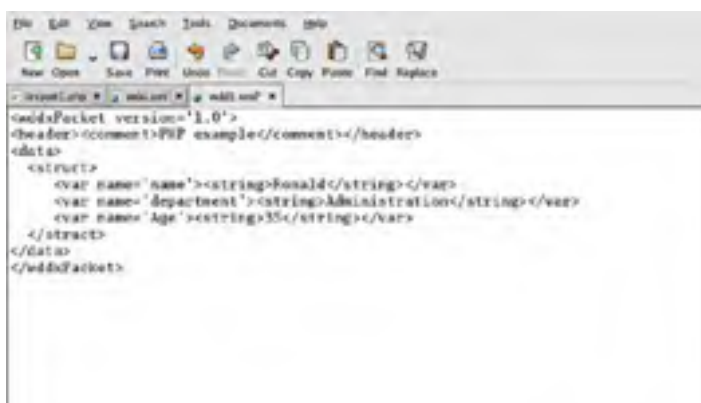 File Edit View Search Tools Documents Help
New Open Save Print Undo Cut Copy Paste Find Replace
<wddxPacket version='1.0'>
<header><comment>PHP example</comment></header>
<data>
<struct>
<var name='name'><string>Ronald</string></var>
<var name='department'><string>Administration</string></var>
<var name='Age'><string>35</string></var>
</struct>
</data>
</wddxPacket>